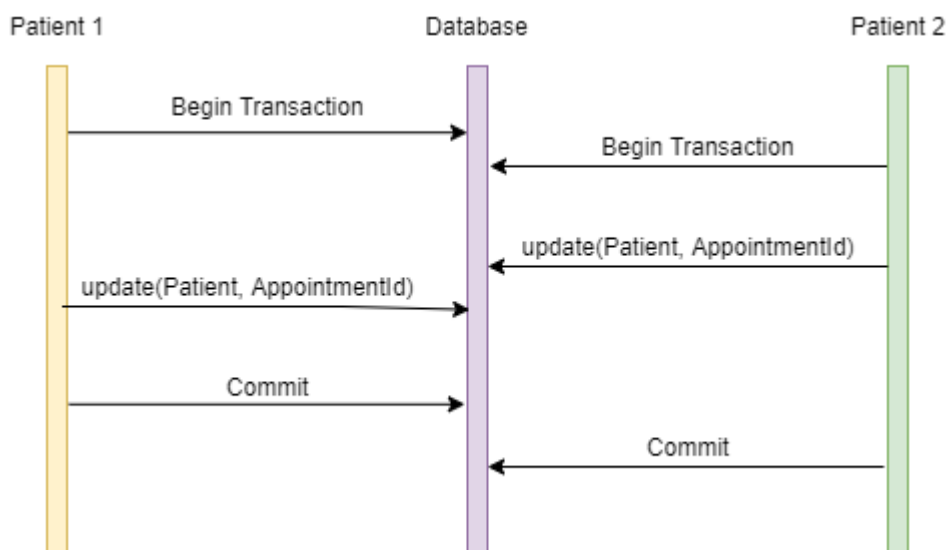 Patient 1
Database
Patient 2
Begin Transaction
Begin Transaction
update(Patient, AppointmentId)
update(Patient, AppointmentId)
Commit
Commit